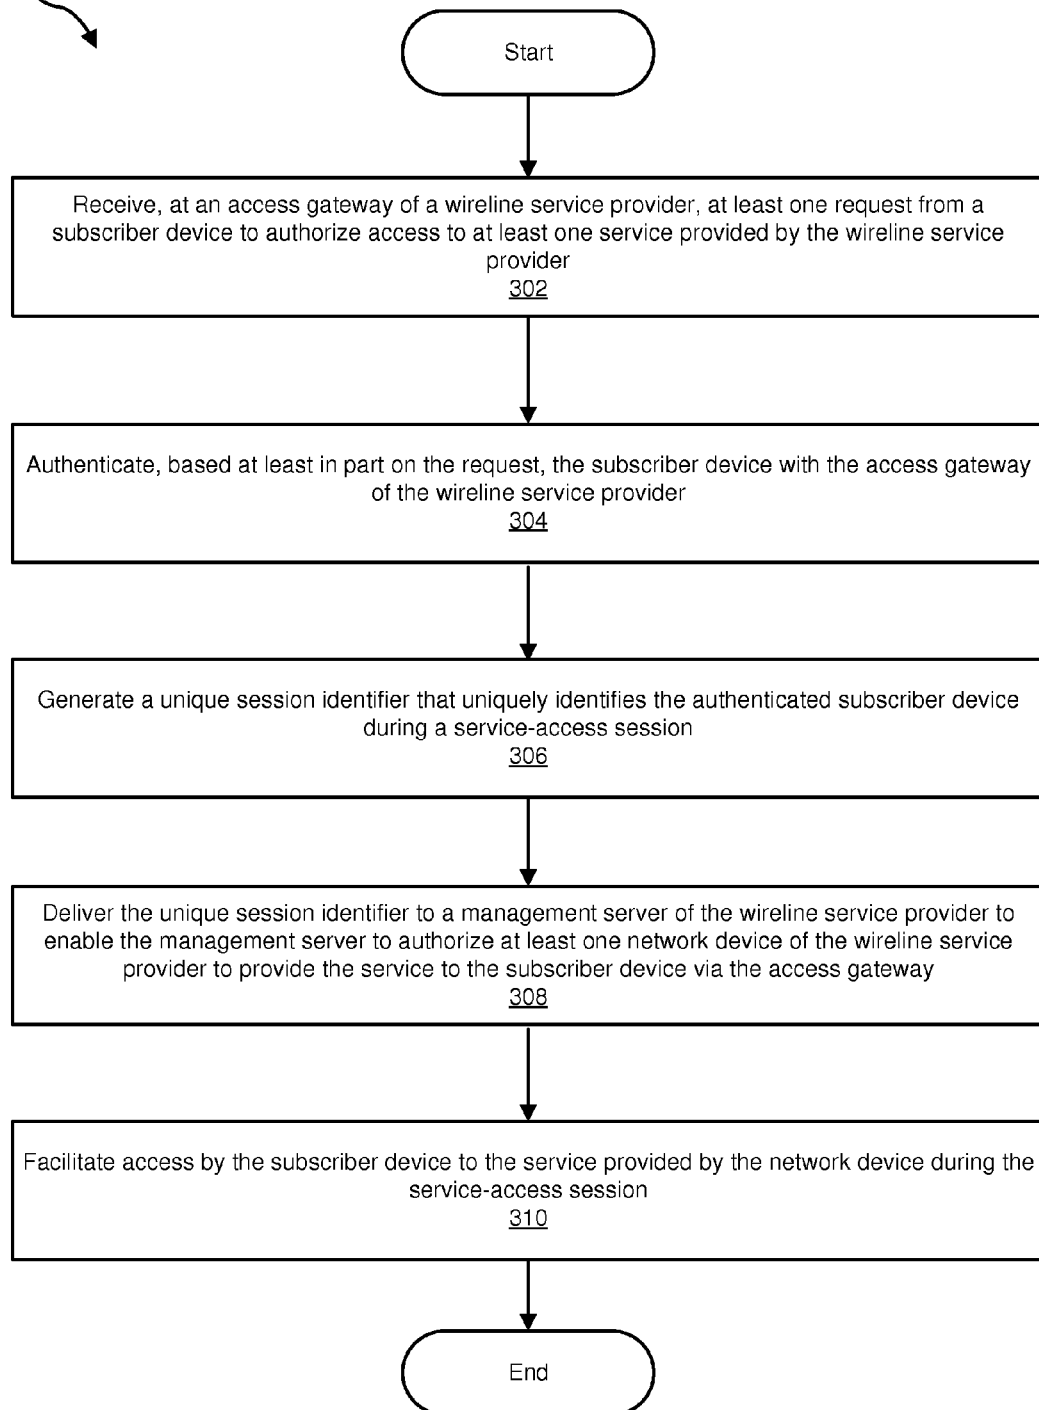 Start
Receive, at an access gateway of a wireline service provider, at least one request from a
subscriber device to authorize access to at least one service provided by the wireline service
provider
302
Authenticate, based at least in part on the request, the subscriber device with the access gateway
of the wireline service provider
304
Generate a unique session identifier that uniquely identifies the authenticated subscriber device
during a service-access session
306
Deliver the unique session identifier to a management server of the wireline service provider to
enable the management server to authorize at least one network device of the wireline service
provider to provide the service to the subscriber device via the access gateway
308
Facilitate access by the subscriber device to the service provided by the network device during the
service-access session
310
End